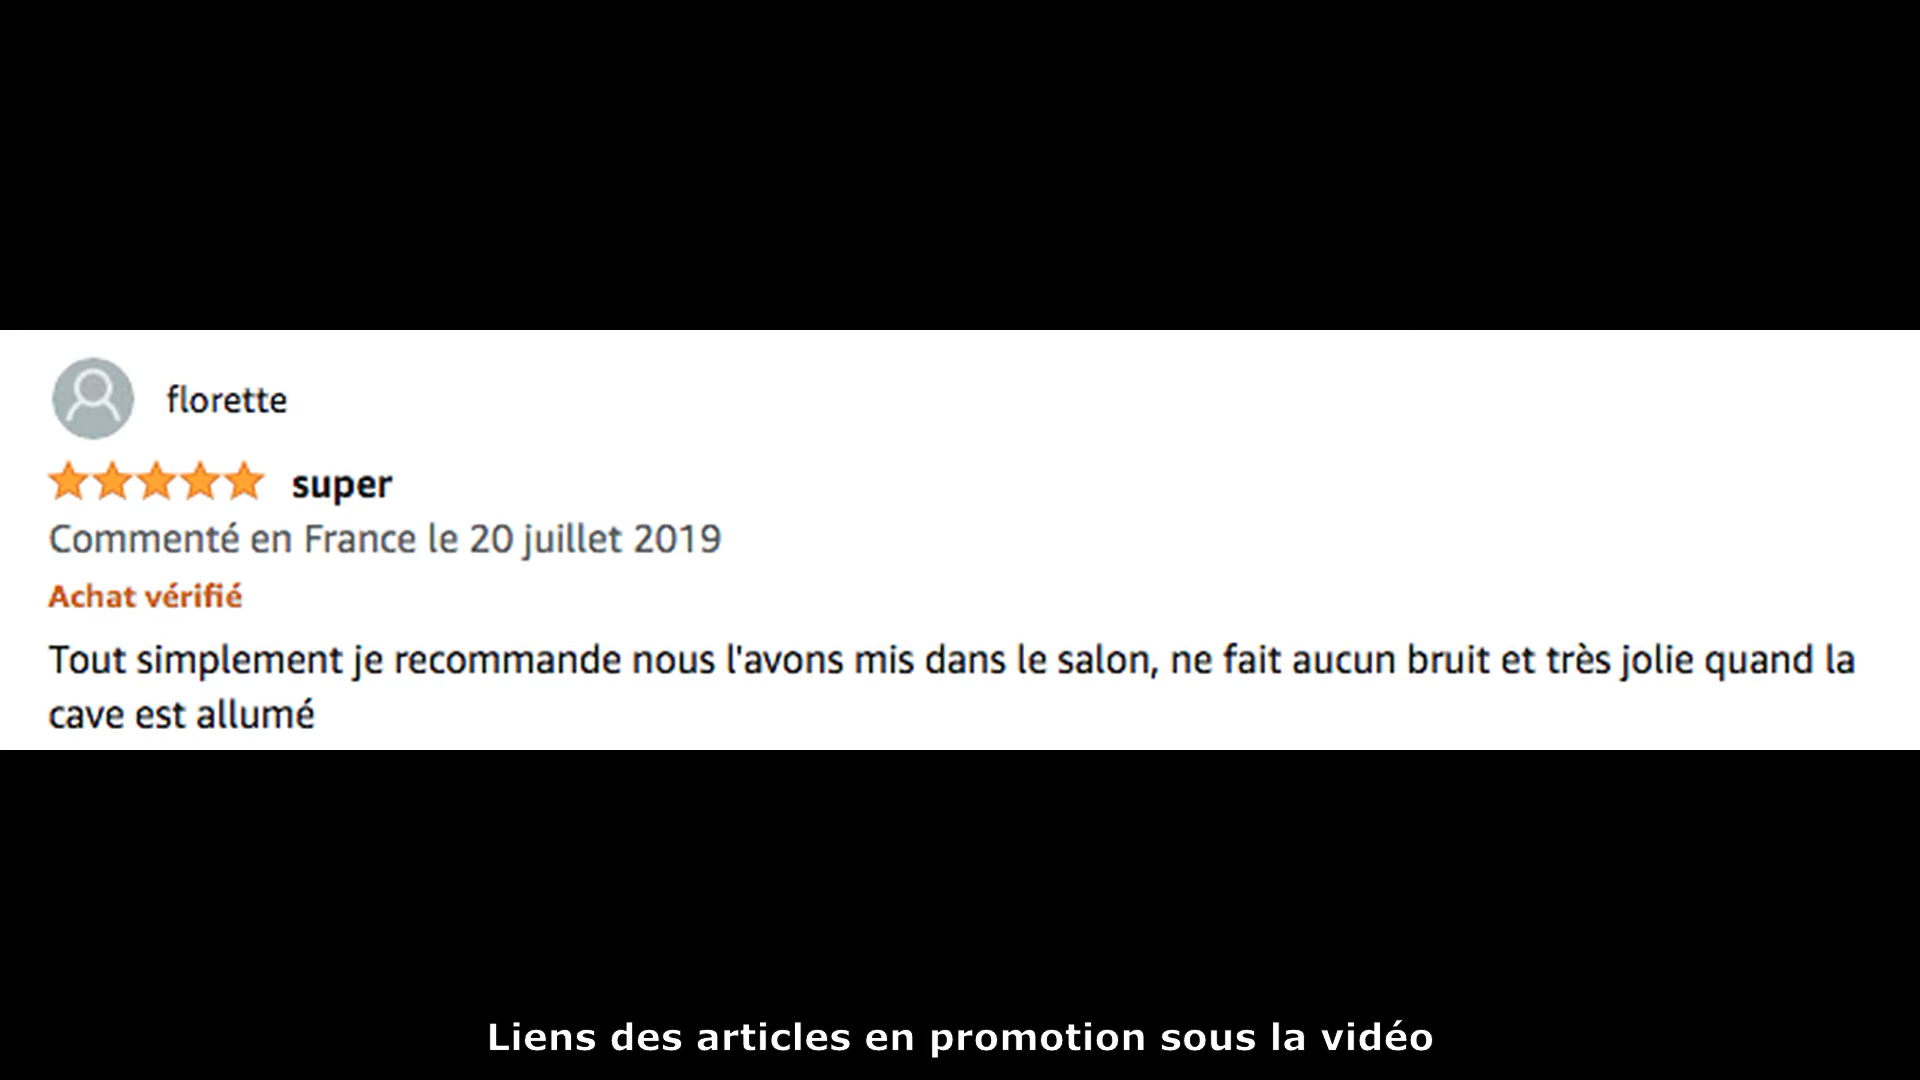 florette
super
Commenté en France le 20 juillet 2019
Achat vérifié
Tout simplement je recommande nous l'avons mis dans le salon, ne fait aucun bruit et très jolie quand la
cave est allumé
Liens des articles en promotion sous la vidéo